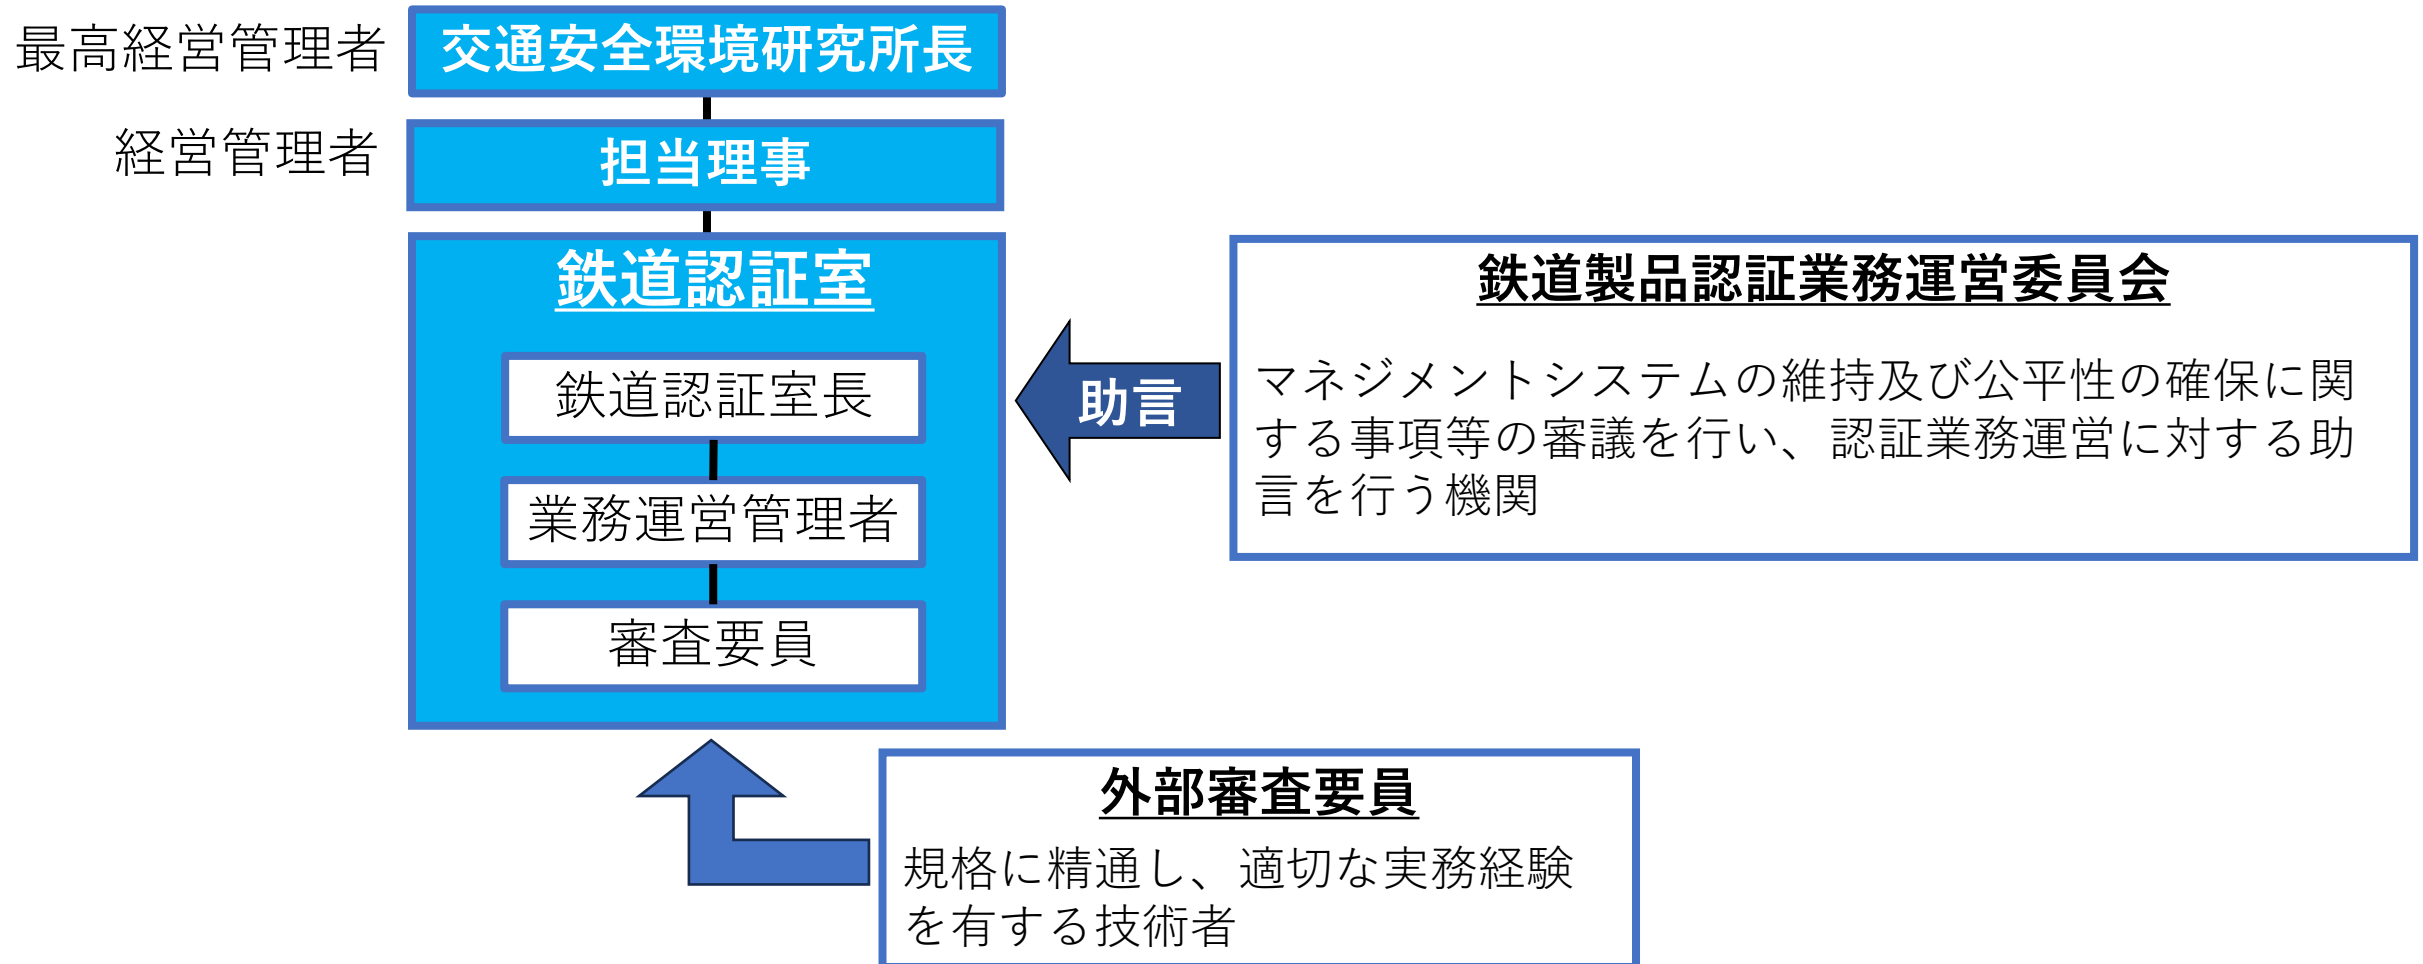 最高経営管理者
交通安全環境研究所長
経営管理者
担当理事
鉄道認証室
鉄道認証室長
業務運営管理者
審査要員
助言
鉄道製品認証業務運営委員会
マネジメントシステムの維持及び公平性の確保に関
する事項等の審議を行い、認証業務運営に対する助
言を行う機関
外部審査要員
規格に精通し、適切な実務経験
を有する技術者